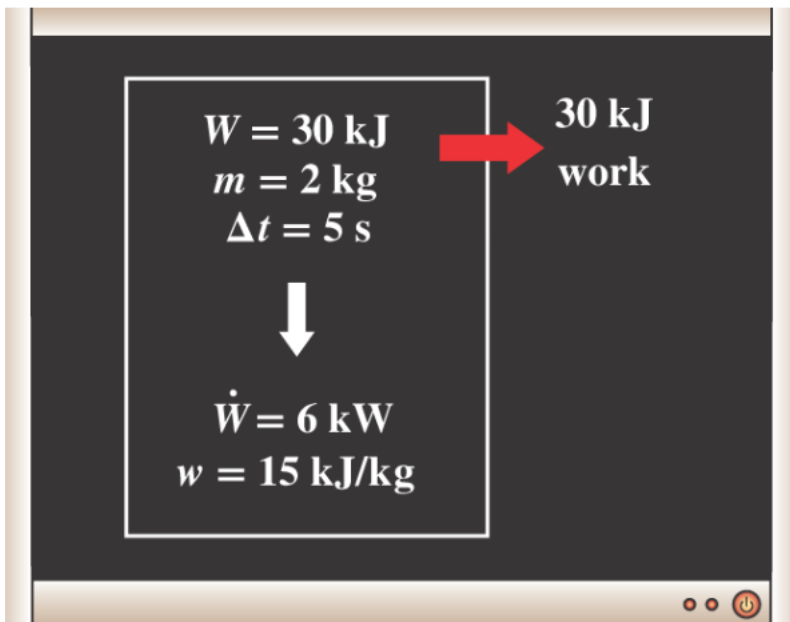 W = 30 kJ
m = 2 kg
Δt = 5 s
30 kJ
work
Ẇ = 6 kW
w = 15 kJ/kg